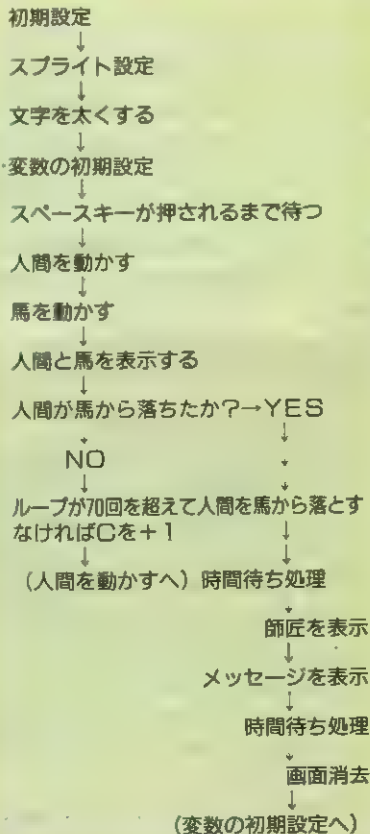 初期設定
↓
スプライト設定
↓
文字を太くする
↓
変数の初期設定
↓
スペースキーが押されるまで待つ
↓
人間を動かす
↓
馬を動かす
↓
人間と馬を表示する
↓
人間が馬から落ちたか?→YES
↓
NO
↓
ループが70回を超えて
なければCを+1
↓
(人間を動かすへ)
人間を馬から落とす
↓
時間待ち処理
↓
師匠を表示
↓
メッセージを表示
↓
時間待ち処理
↓
画面消去
↓
(変数の初期設定へ)